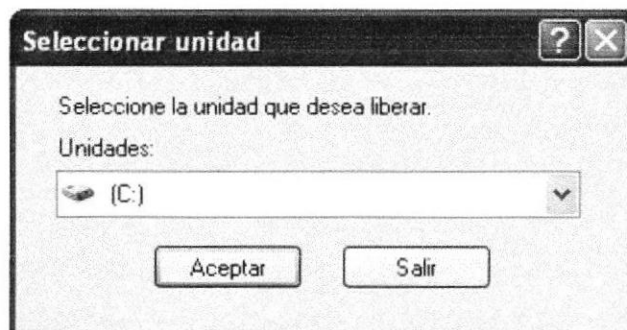 Seleccionar unidad
Seleccione la unidad que desea liberar.
Unidades:
(C:)
Aceptar
Salir